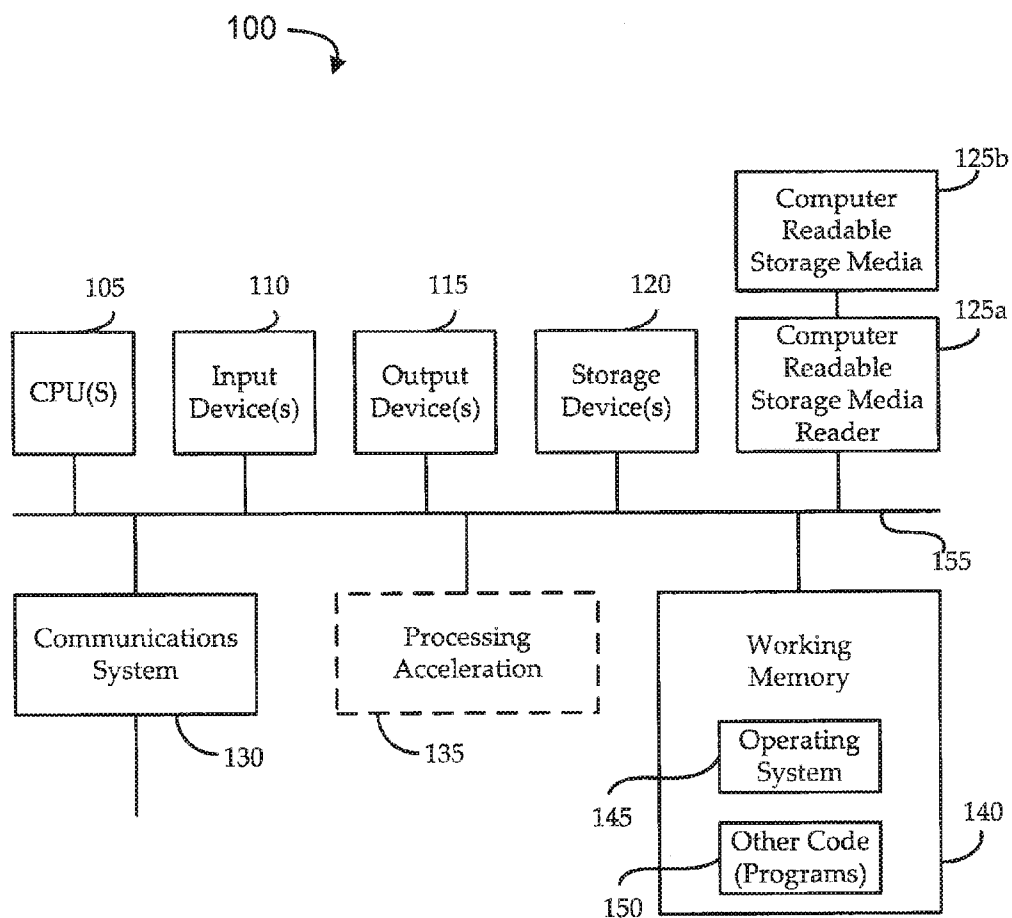 100
125b
Computer
Readable
Storage Media
105
110
115
120
125a
CPU(S)
Input
Device(s)
Output
Device(s)
Storage
Device(s)
Computer
Readable
Storage Media
Reader
155
Communications
System
Processing
Acceleration
Working
Memory
130
135
Operating
System
145
140
Other Code
(Programs)
150